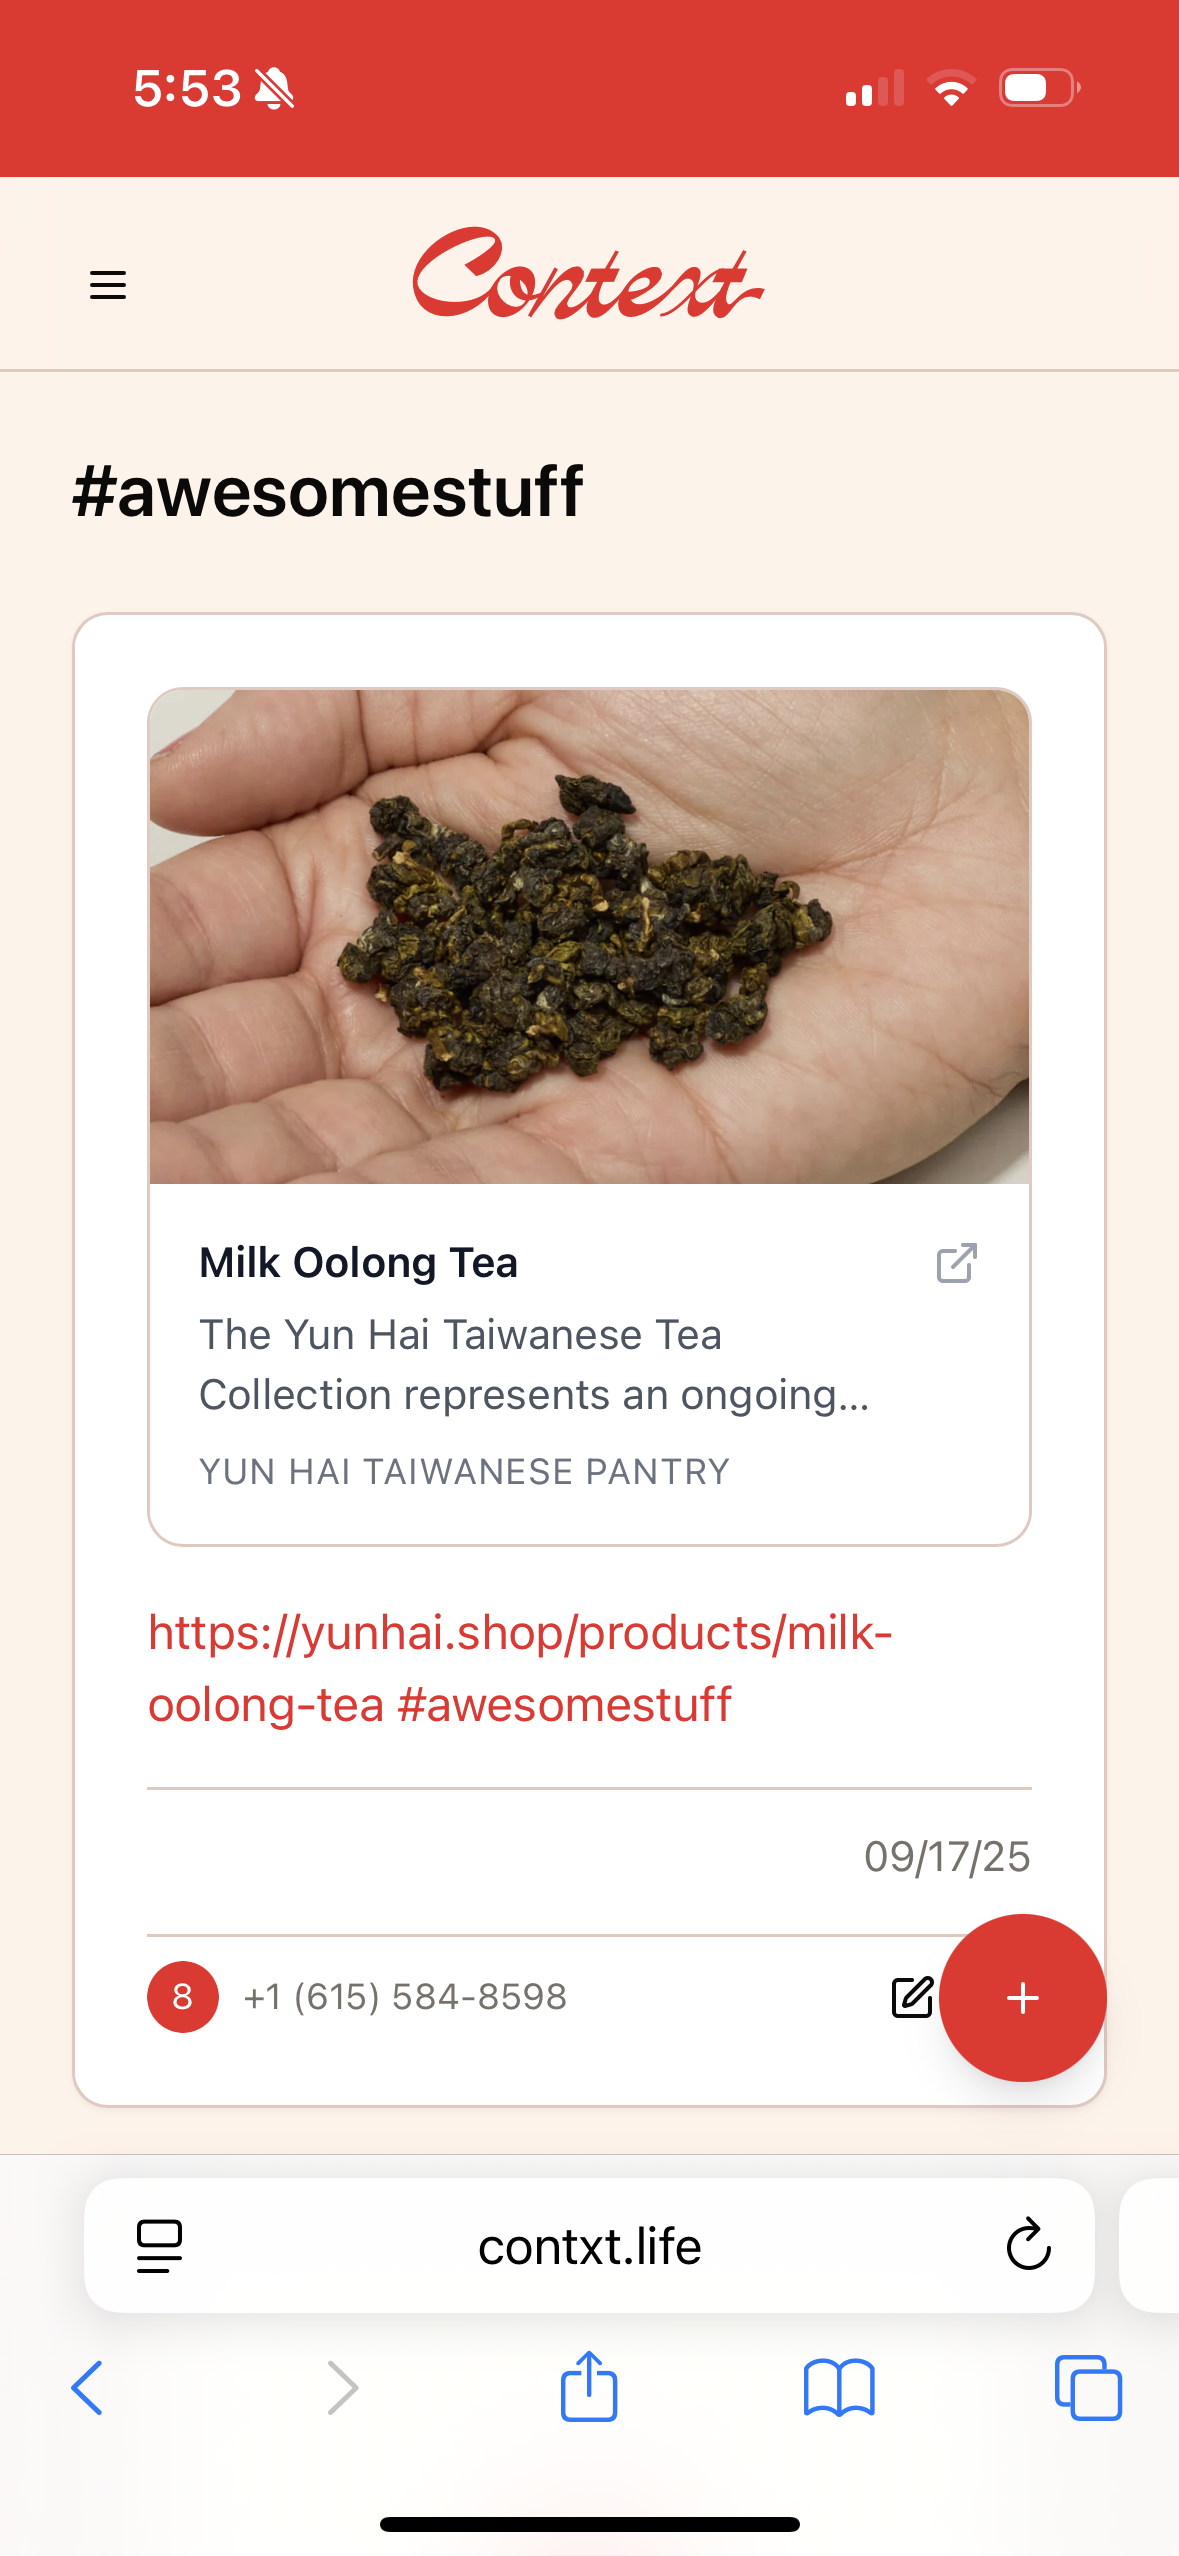 5:53
Context
#awesomestuff
Milk Oolong Tea
The Yun Hai Taiwanese Tea
Collection represents an ongoing...
YUN HAI TAIWANESE PANTRY
https://yunhai.shop/products/milk-
oolong-tea #awesomestuff
09/17/25
8 +1 (615) 584-8598
+
contxt.life